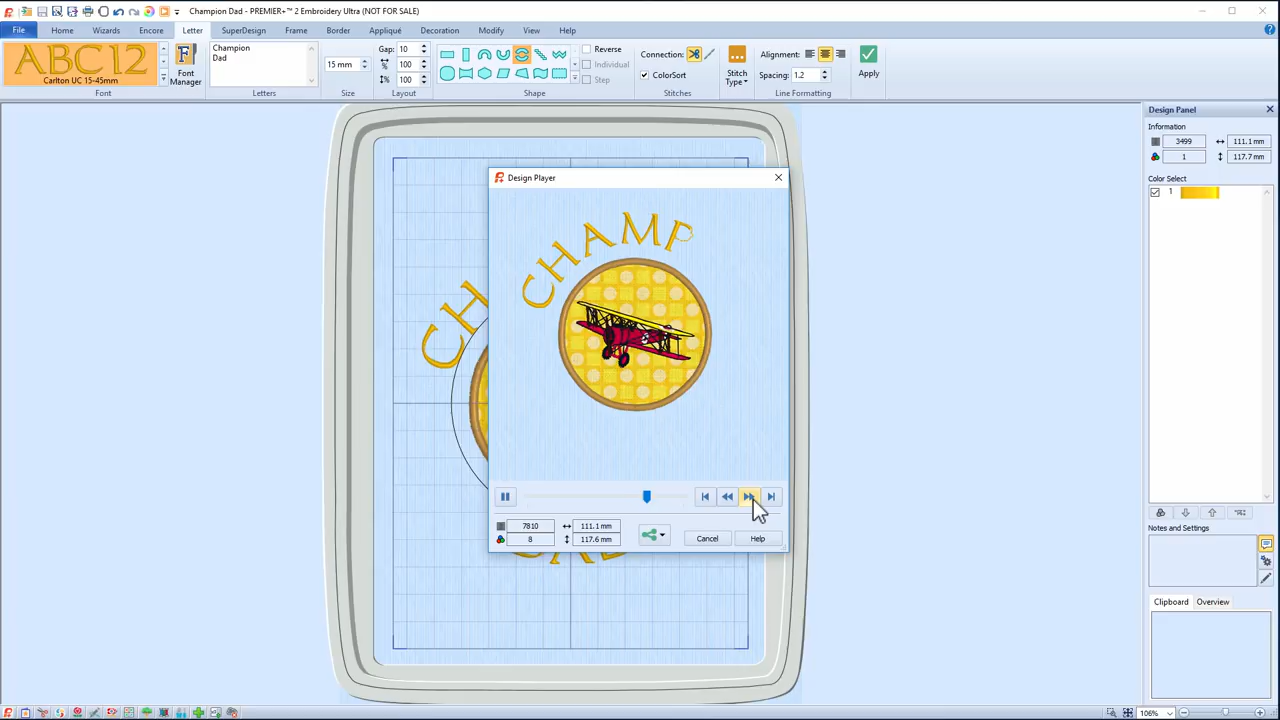 Champion Dad - PREMIER+™ 2 Embroidery Ultra (NOT FOR SALE)
File Home Wizards Encore Letter SuperDesign Frame Border Appliqué Decoration Modify View Help
ABC12
Carlton UC 15-45mm
Font
Font Manager
Champion
Dad
Letters
15 mm
Size
Gap: 10
100
100
Layout
Shape
Reverse
Individual
Step
Connection:
ColorSort
Stitches
Stitch Type
Alignment:
Spacing: 1.2
Line Formatting
Apply
Design Panel
Information
3499 111.1 mm
1 117.7 mm
Color Select
1
Design Player
CHAMP
CH
7810 111.1 mm
8 117.6 mm
Cancel Help
Notes and Settings
Clipboard Overview
106%